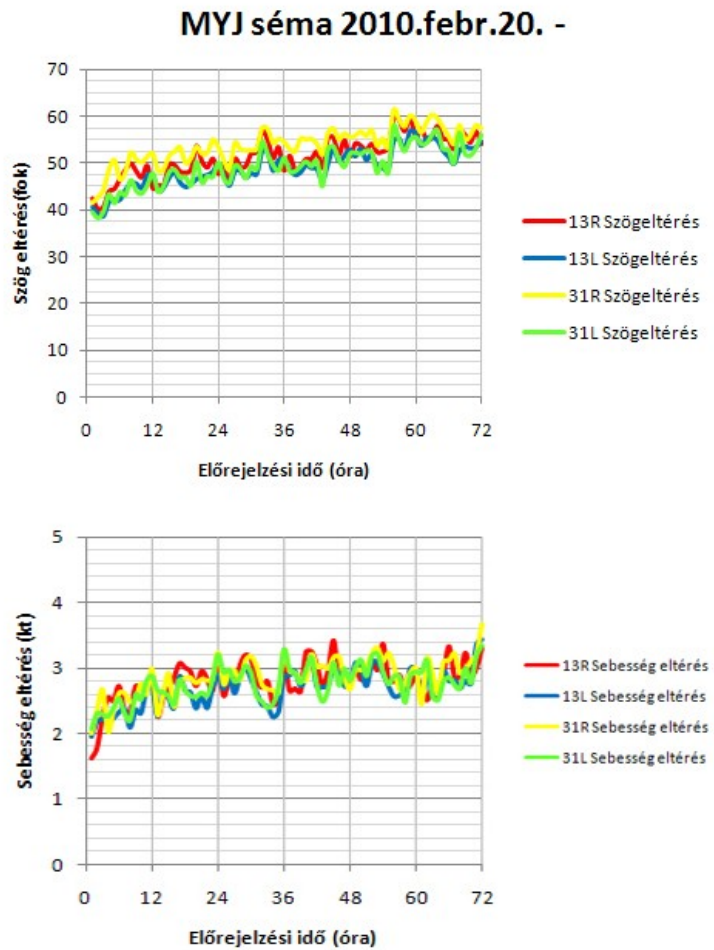 MYJ séma 2010.febr.20. -
Szög eltérés(fok)
70
60
50
40
30
20
10
0
0 12 24 36 48 60 72
Előrejelzési idő (óra)
13R Szögeltérés
13L Szögeltérés
31R Szögeltérés
31L Szögeltérés
Sebesség eltérés (kt)
5
4
3
2
1
0
0 12 24 36 48 60 72
Előrejelzési idő (óra)
13R Sebesség eltérés
13L Sebesség eltérés
31R Sebesség eltérés
31L Sebesség eltérés